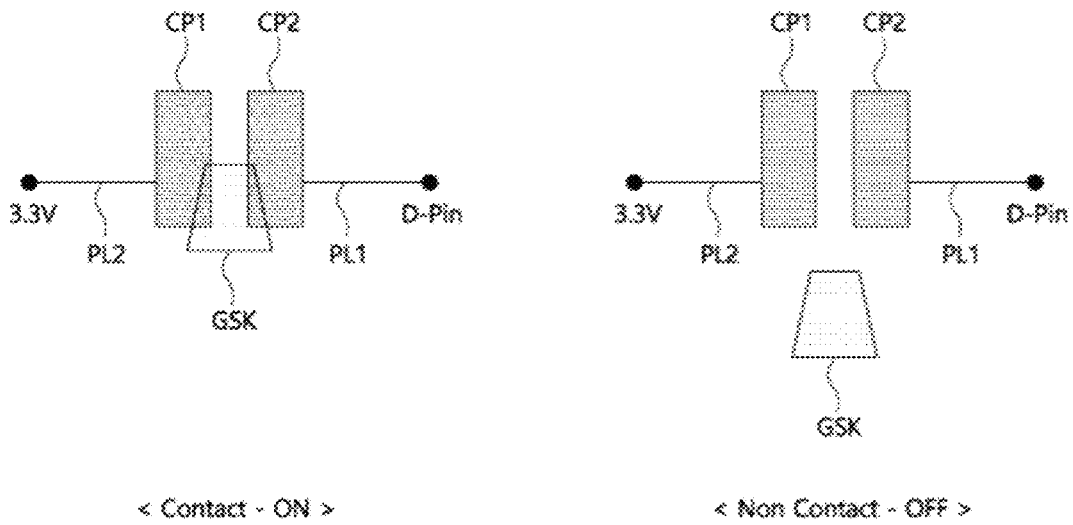 CP1 CP2 CP1 CP2
3.3V D-Pin 3.3V D-Pin
PL2 PL1 PL2 PL1
GSK
GSK
< Contact - ON > < Non Contact - OFF >